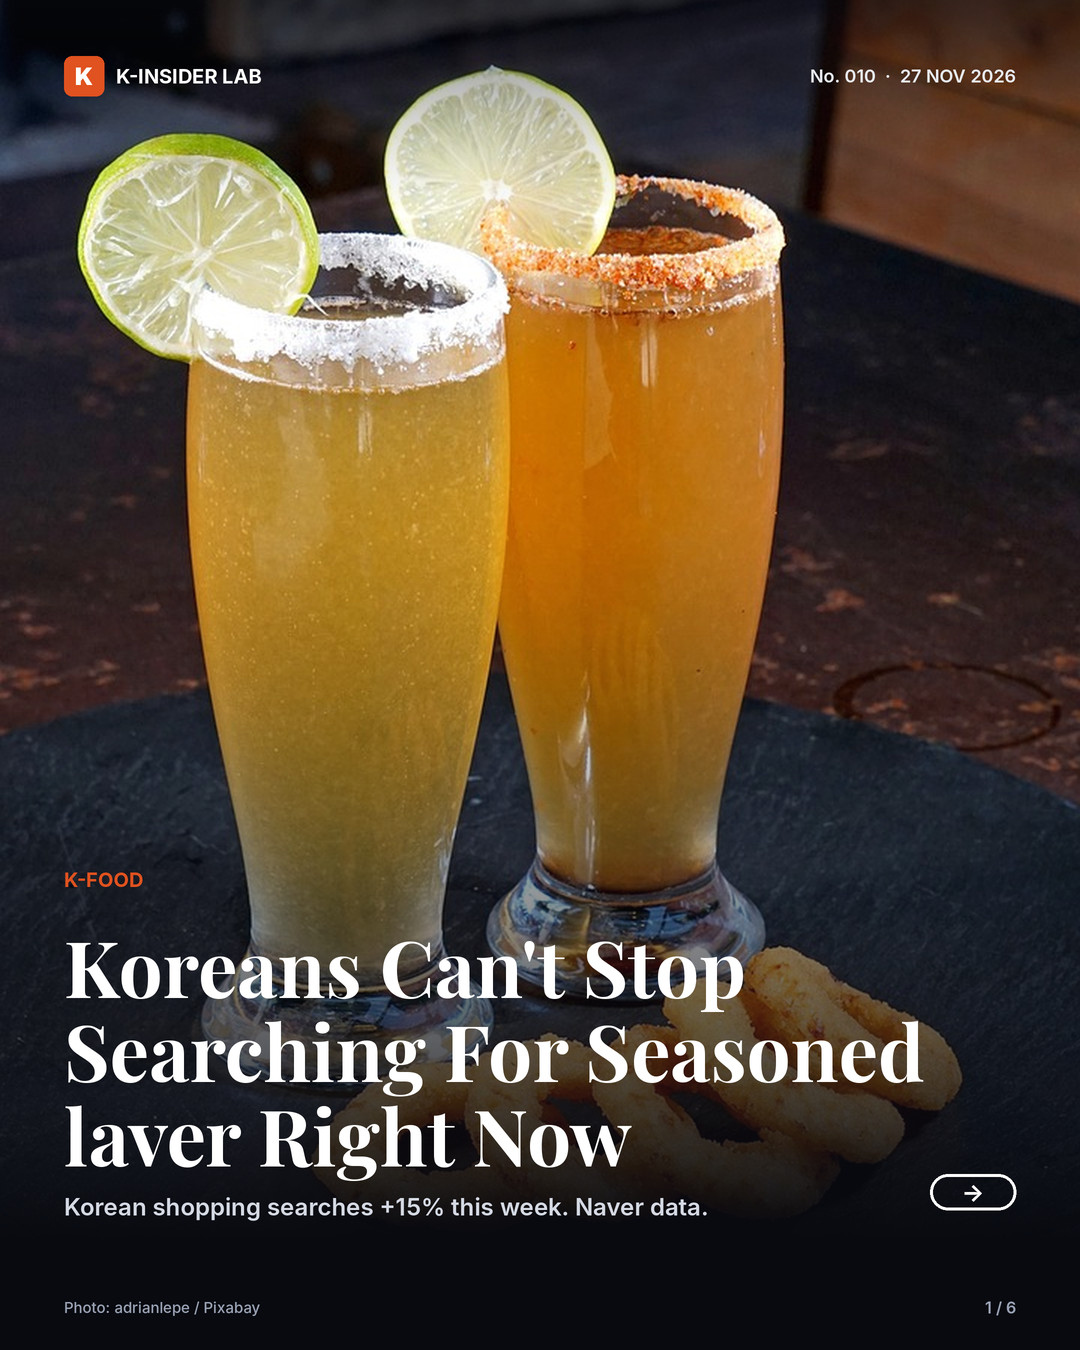 K K-INSIDER LAB
No. 010 · 27 NOV 2026
K-FOOD
Koreans Can't Stop
Searching For Seasoned
laver Right Now
Korean shopping searches +15% this week. Naver data.
→
Photo: adrianlepe / Pixabay
1 / 6